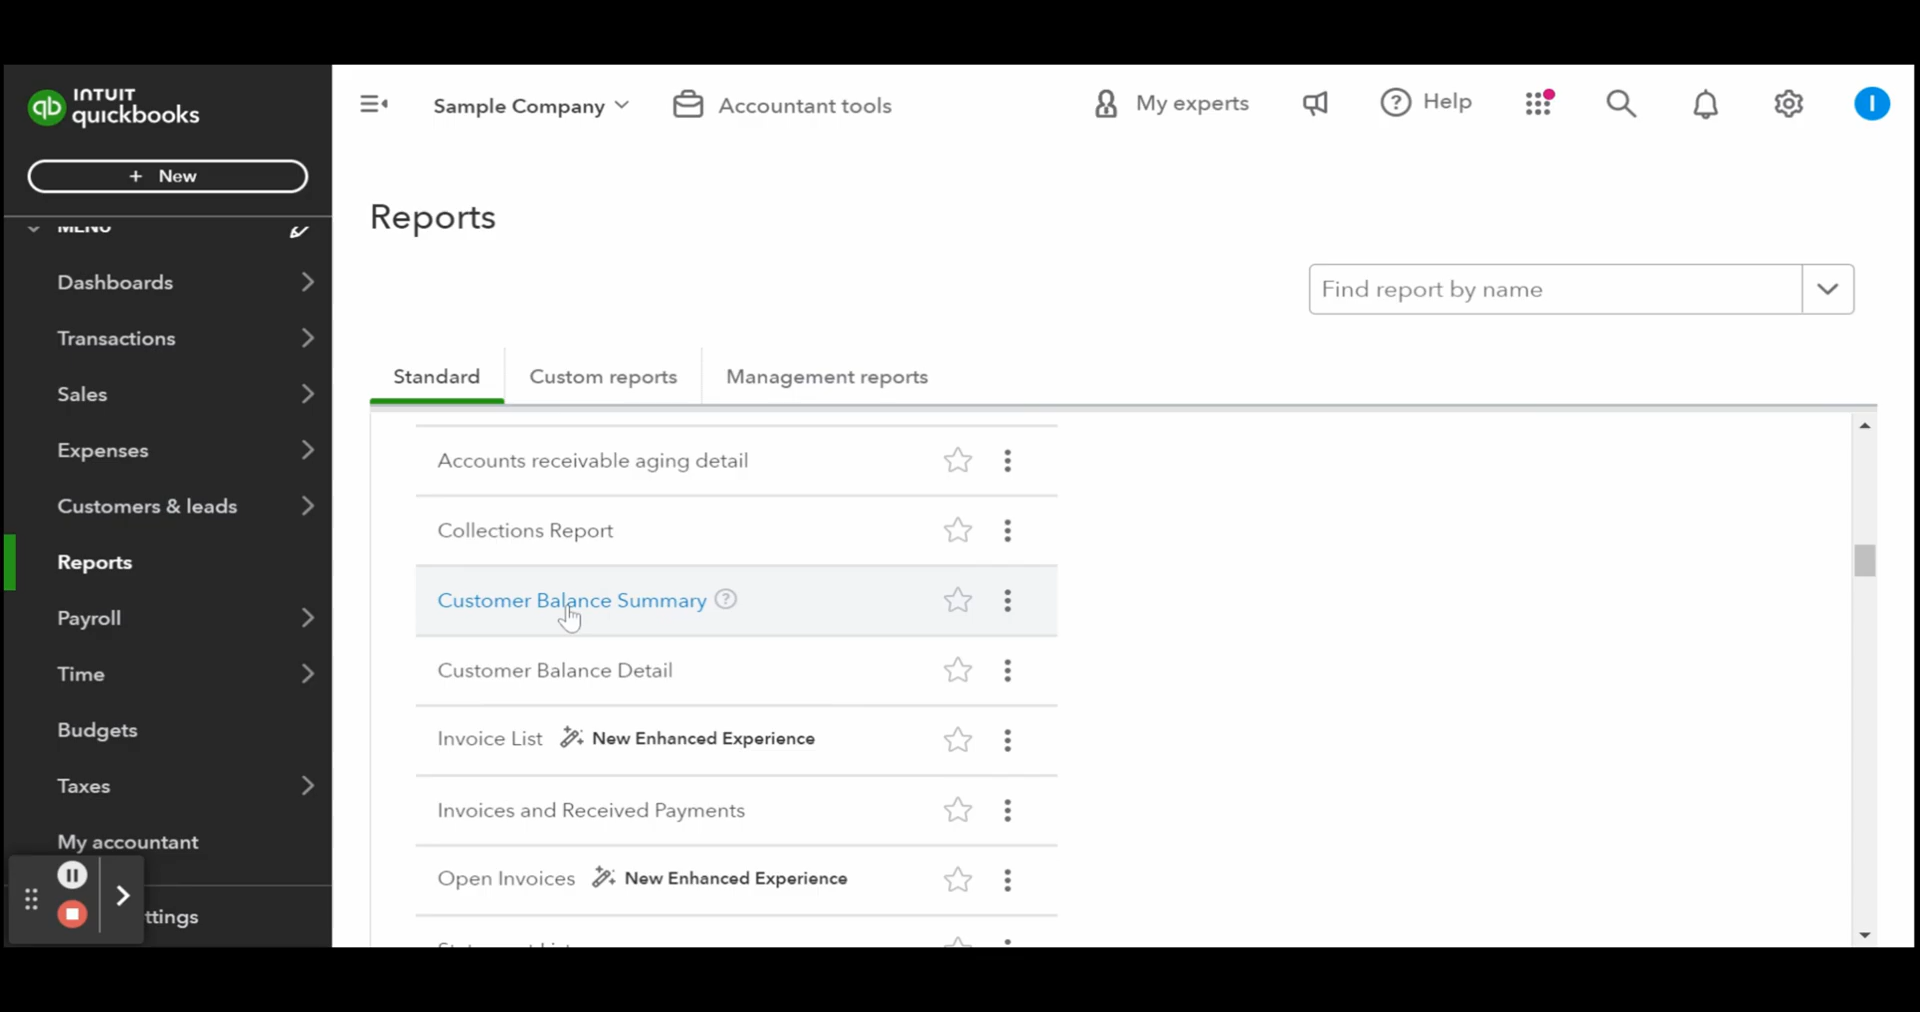 INTUIT
quickbooks
qb
+ New
MENU
Dashboards
Transactions
Sales
Expenses
Customers & leads
Reports
Payroll
Time
Budgets
Taxes
My accountant
ttings
Sample Company
Accountant tools
My experts
? Help
I
Reports
Find report by name
Standard
Custom reports
Management reports
Accounts receivable aging detail
Collections Report
Customer Balance Summary ?
Customer Balance Detail
Invoice List New Enhanced Experience
Invoices and Received Payments
Open Invoices New Enhanced Experience